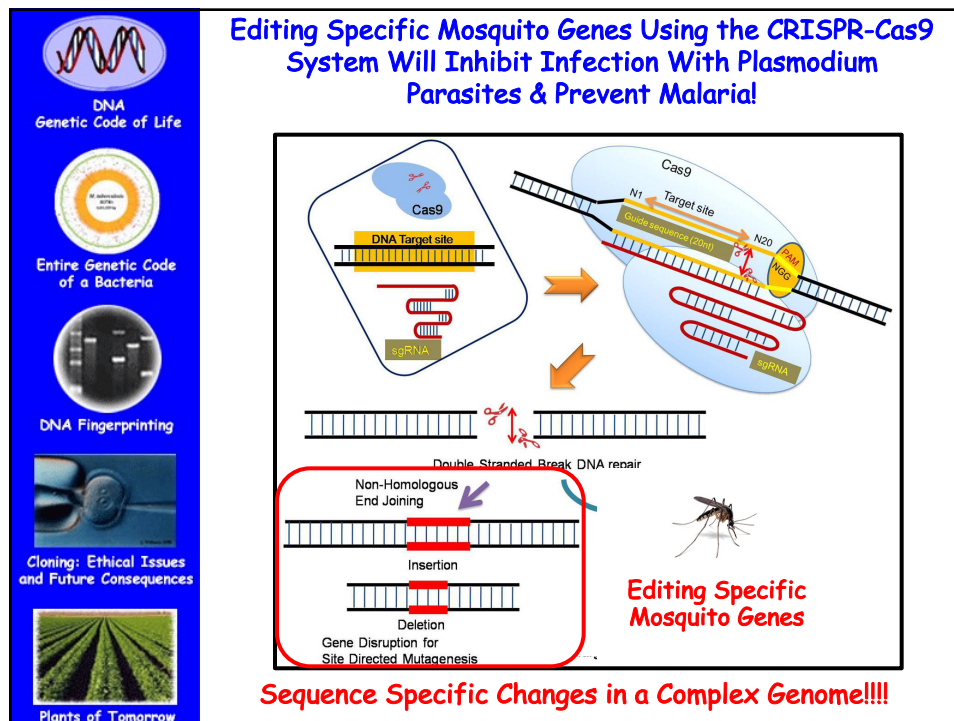 Editing Specific Mosquito Genes Using the CRISPR-Cas9
System Will Inhibit Infection With Plasmodium
Parasites & Prevent Malaria!
DNA
Genetic Code of Life
Entire Genetic Code
of a Bacteria
DNA Fingerprinting
Cloning: Ethical Issues
and Future Consequences
Plants of Tomorrow
Cas9
DNA Target site
sgRNA
Cas9
N1
Target site
N20
Guide sequence (20nt)
PAM
NGG
sgRNA
Double Stranded Break DNA repair
Non-Homologous
End Joining
Insertion
Deletion
Gene Disruption for
Site Directed Mutagenesis
Editing Specific
Mosquito Genes
Sequence Specific Changes in a Complex Genome!!!!